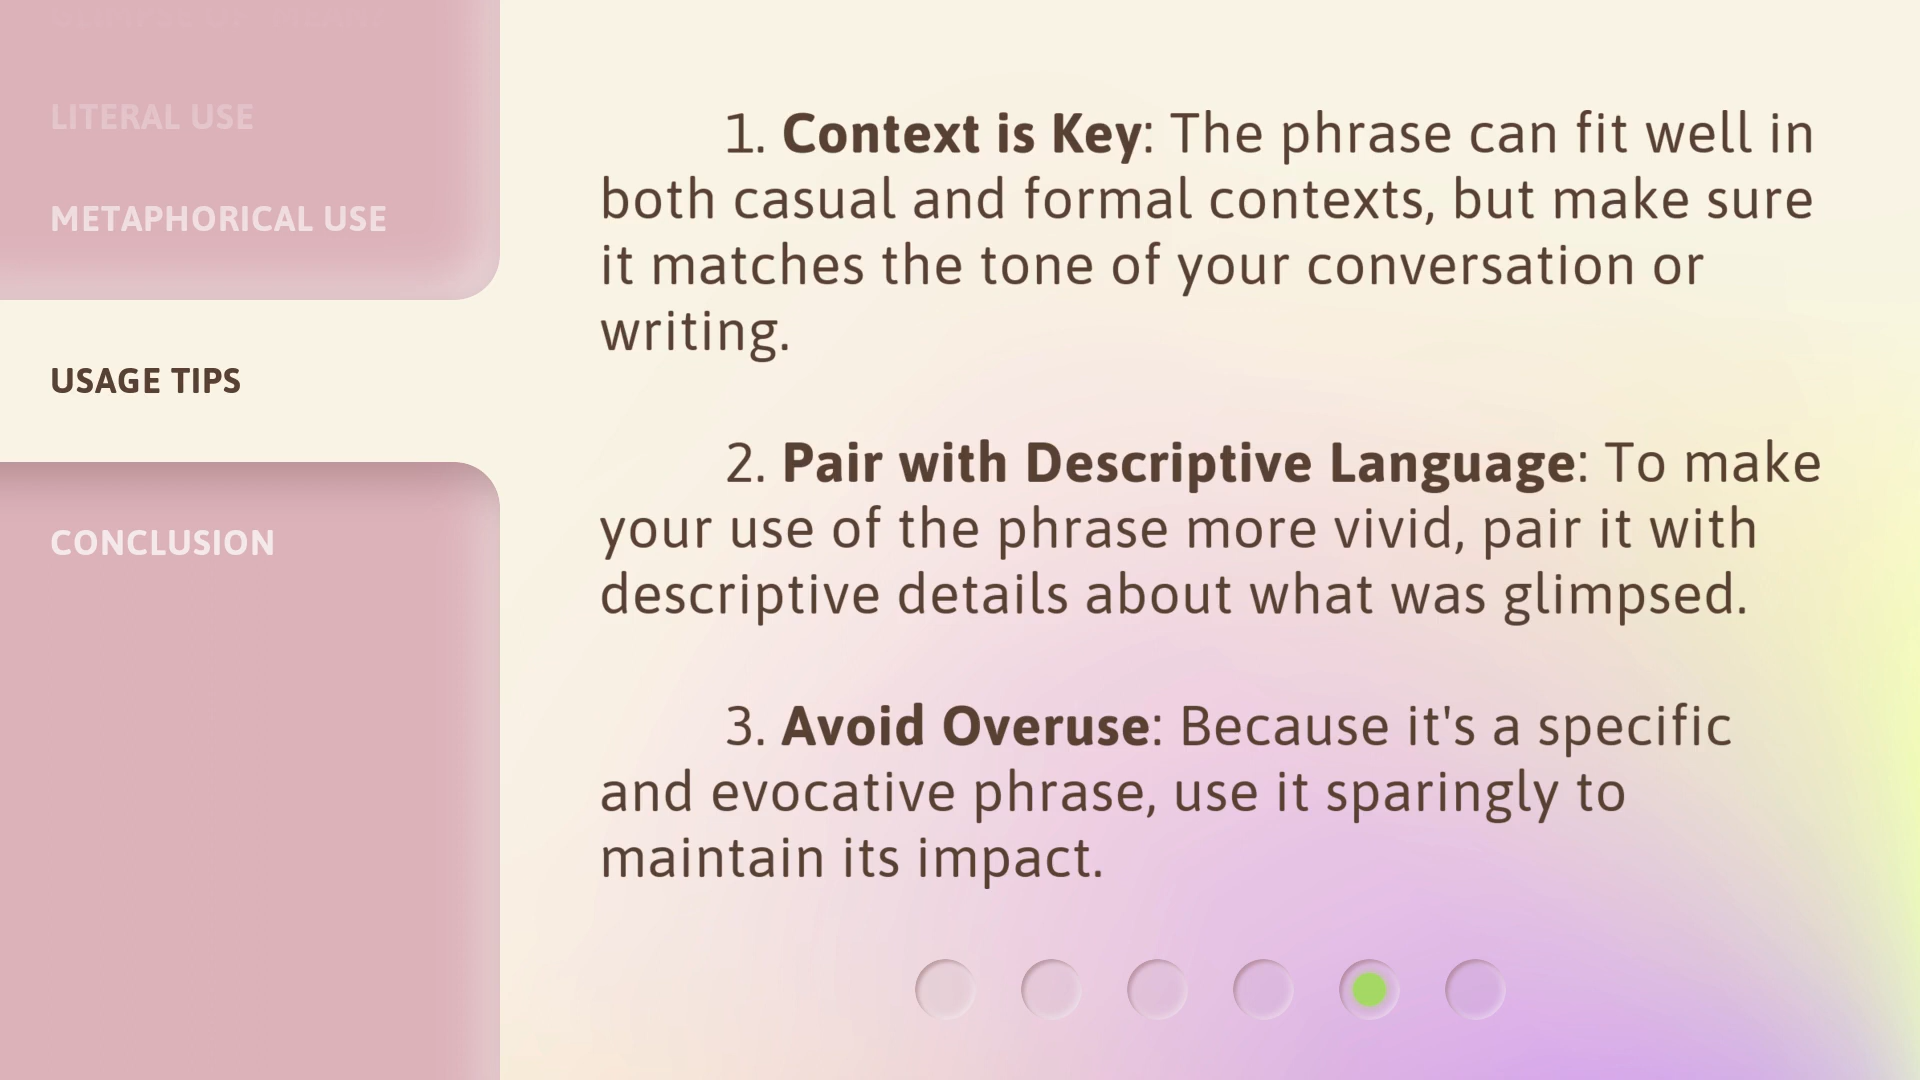 LITERAL USE
METAPHORICAL USE
USAGE TIPS
CONCLUSION
1. Context is Key: The phrase can fit well in
both casual and formal contexts, but make sure
it matches the tone of your conversation or
writing.
2. Pair with Descriptive Language: To make
your use of the phrase more vivid, pair it with
descriptive details about what was glimpsed.
3. Avoid Overuse: Because it's a specific
and evocative phrase, use it sparingly to
maintain its impact.